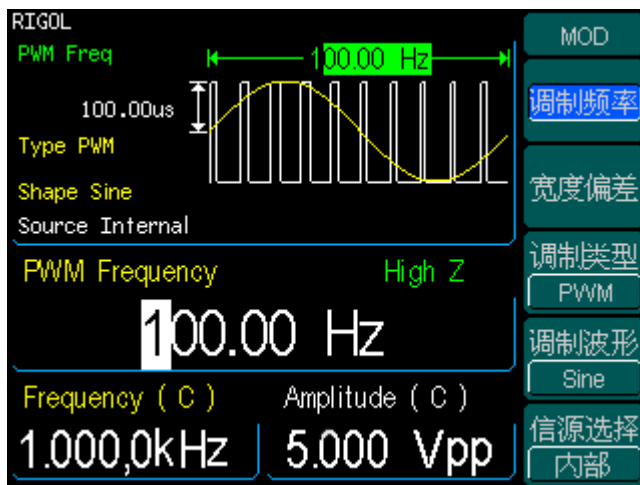 RIGOL
MOD
PWM Freq
100.00 Hz
调制频率
100.00us
Type PWM
Shape Sine
宽度偏差
Source Internal
调制类型
PWM
PWM Frequency
High Z
100.00 Hz
调制波形
Sine
Frequency ( C )
Amplitude ( C )
1.000,0kHz
5.000 Vpp
信源选择
内部